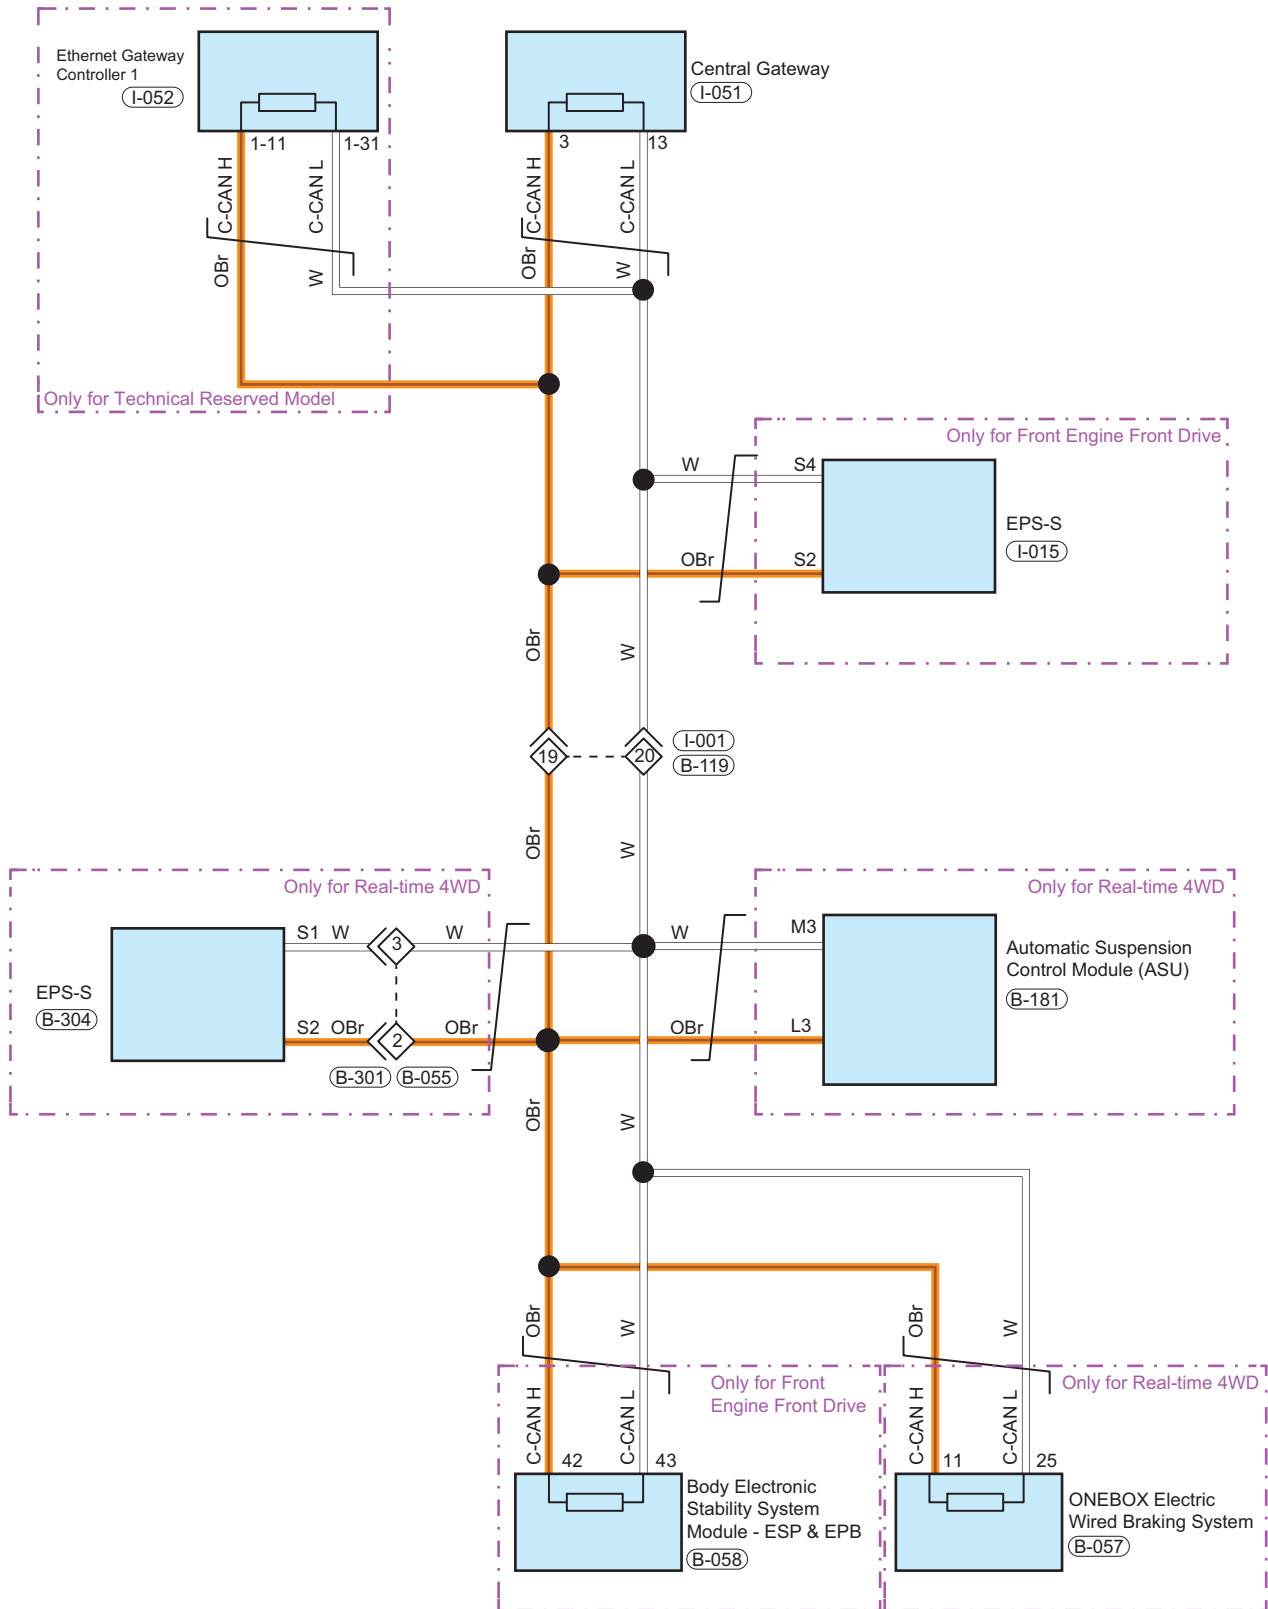 Ethernet Gateway
Controller 1
I-052
Central Gateway
I-051
1-11
1-31
3
13
C-CAN H
C-CAN L
C-CAN H
C-CAN L
OBr
W
OBr
W
Only for Technical Reserved Model
Only for Front Engine Front Drive
W
S4
EPS-S
I-015
OBr
S2
OBr
W
19
20
I-001
B-119
OBr
W
Only for Real-time 4WD
Only for Real-time 4WD
S1
W
3
W
W
M3
Automatic Suspension
Control Module (ASU)
B-181
EPS-S
B-304
S2
OBr
2
OBr
OBr
L3
B-301
B-055
OBr
W
OBr
W
OBr
W
Only for Front
Engine Front Drive
Only for Real-time 4WD
C-CAN H
C-CAN L
C-CAN H
C-CAN L
42
43
11
25
Body Electronic
Stability System
Module - ESP & EPB
B-058
ONEBOX Electric
Wired Braking System
B-057